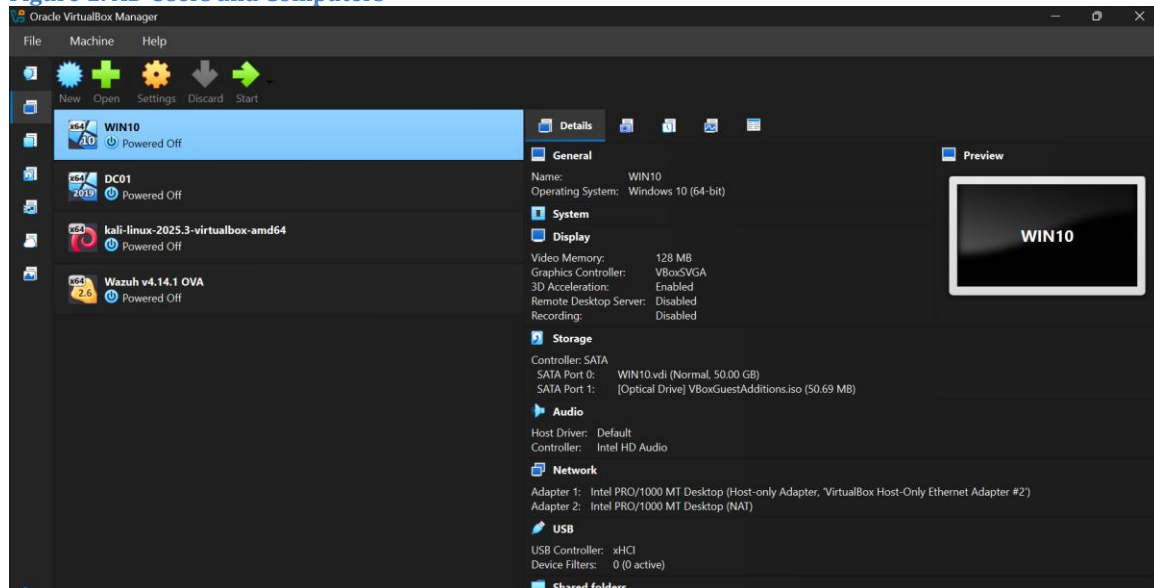 Oracle VirtualBox Manager
File Machine Help
New Open Settings Discard Start
WIN10
Powered Off
DC01
Powered Off
kali-linux-2025.3-virtualbox-amd64
Powered Off
Wazuh v4.14.1 OVA
Powered Off
Details
General
Name: WIN10
Operating System: Windows 10 (64-bit)
System
Display
Video Memory: 128 MB
Graphics Controller: VBoxSVGA
3D Acceleration: Enabled
Remote Desktop Server: Disabled
Recording: Disabled
Storage
Controller: SATA
SATA Port 0: WIN10.vdi (Normal, 50.00 GB)
SATA Port 1: [Optical Drive] VBoxGuestAdditions.iso (50.69 MB)
Audio
Host Driver: Default
Controller: Intel HD Audio
Network
Adapter 1: Intel PRO/1000 MT Desktop (Host-only Adapter, 'VirtualBox Host-Only Ethernet Adapter #2')
Adapter 2: Intel PRO/1000 MT Desktop (NAT)
USB
USB Controller: xHCI
Device Filters: 0 (0 active)
Shared folders
Preview
WIN10